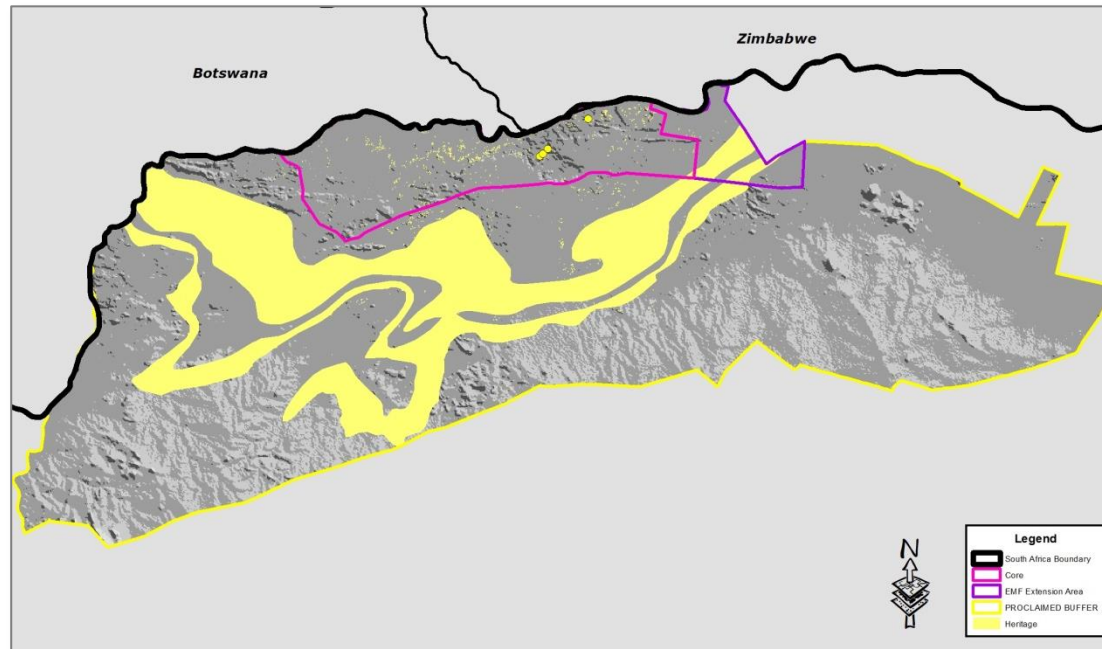 Zimbabwe
Botswana
N
Legend
South Africa Boundary
Core
EMF Extension Area
PROCLAIMED BUFFER
Heritage